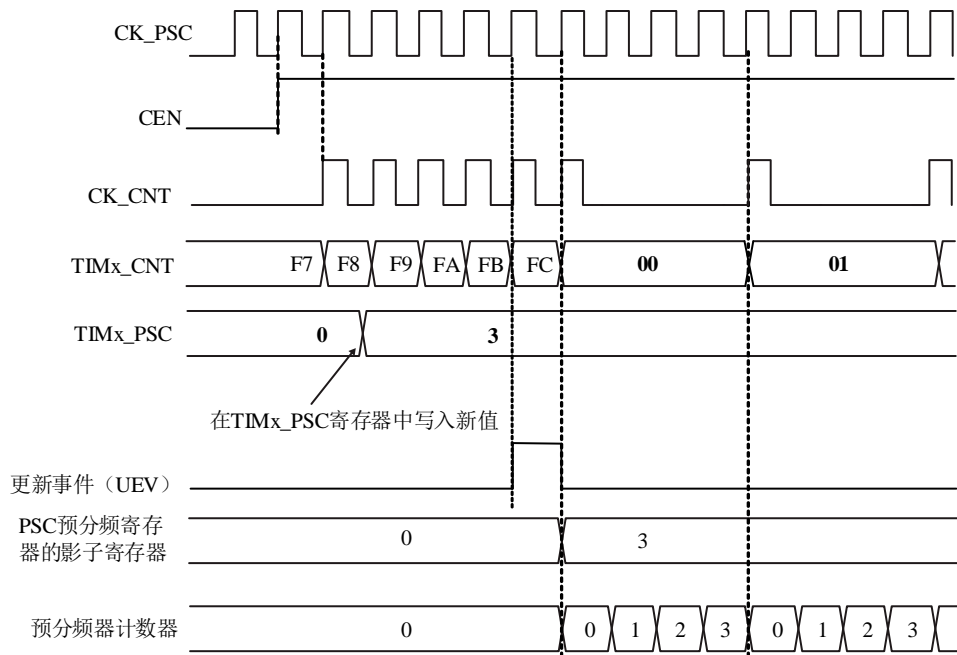 CK_PSC
CEN
CK_CNT
TIMx_CNT F7 F8 F9 FA FB FC 00 01
TIMx_PSC 0 3
在TIMx_PSC寄存器中写入新值
更新事件（UEV）
PSC预分频寄存
器的影子寄存器 0 3
预分频器计数器 0 0 1 2 3 0 1 2 3